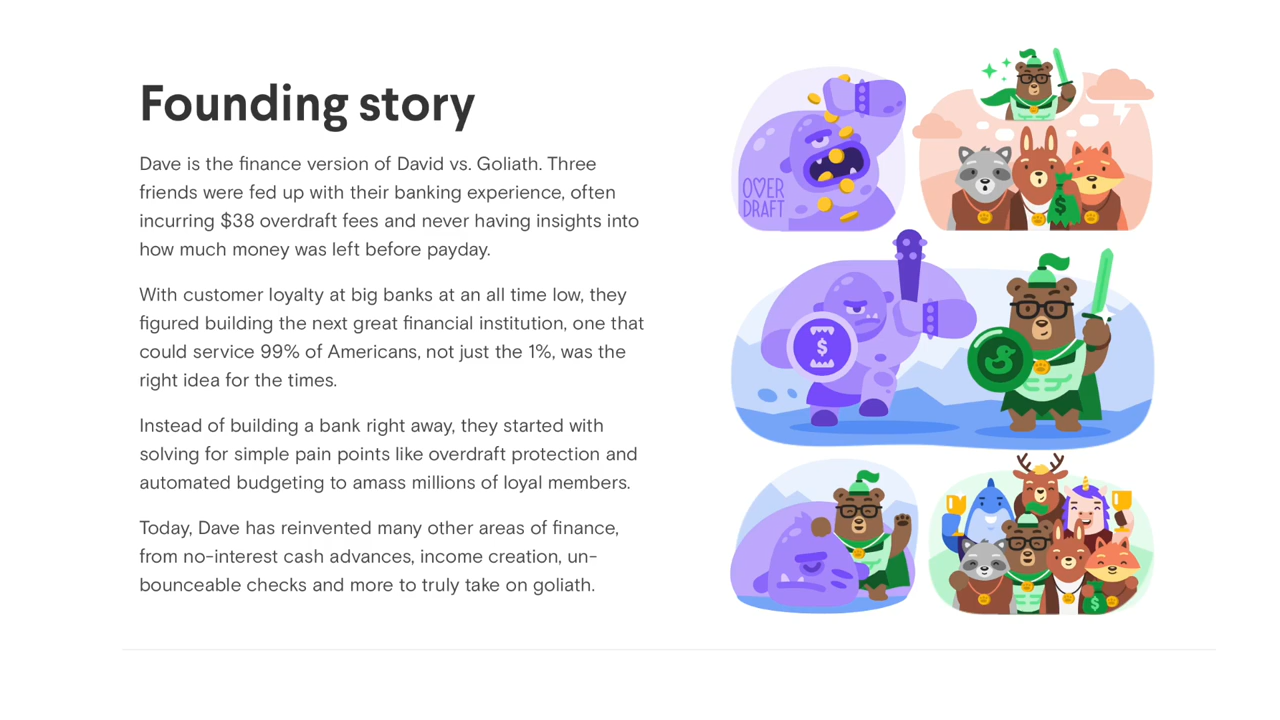 Founding story
Dave is the finance version of David vs. Goliath. Three
friends were fed up with their banking experience, often
incurring $38 overdraft fees and never having insights into
how much money was left before payday.
With customer loyalty at big banks at an all time low, they
figured building the next great financial institution, one that
could service 99% of Americans, not just the 1%, was the
right idea for the times.
Instead of building a bank right away, they started with
solving for simple pain points like overdraft protection and
automated budgeting to amass millions of loyal members.
Today, Dave has reinvented many other areas of finance,
from no-interest cash advances, income creation, un-
bounceable checks and more to truly take on goliath.
OVER
DRAFT
$
$
$